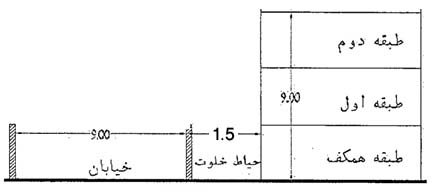 طبقه دوم
9.00
طبقه اول
9.00
1.5
طبقه همکف
حیاط خلوت
خیابان